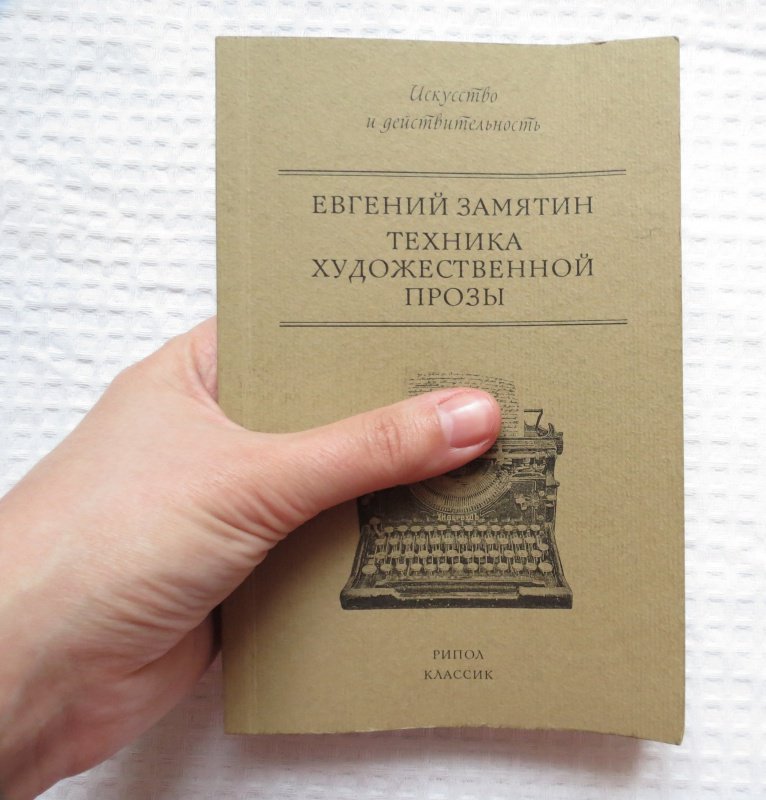 Искусство
и действительность
ЕВГЕНИЙ ЗАМЯТИН
ТЕХНИКА
ХУДОЖЕСТВЕННОЙ
ПРОЗЫ
РИПОЛ
КЛАССИК